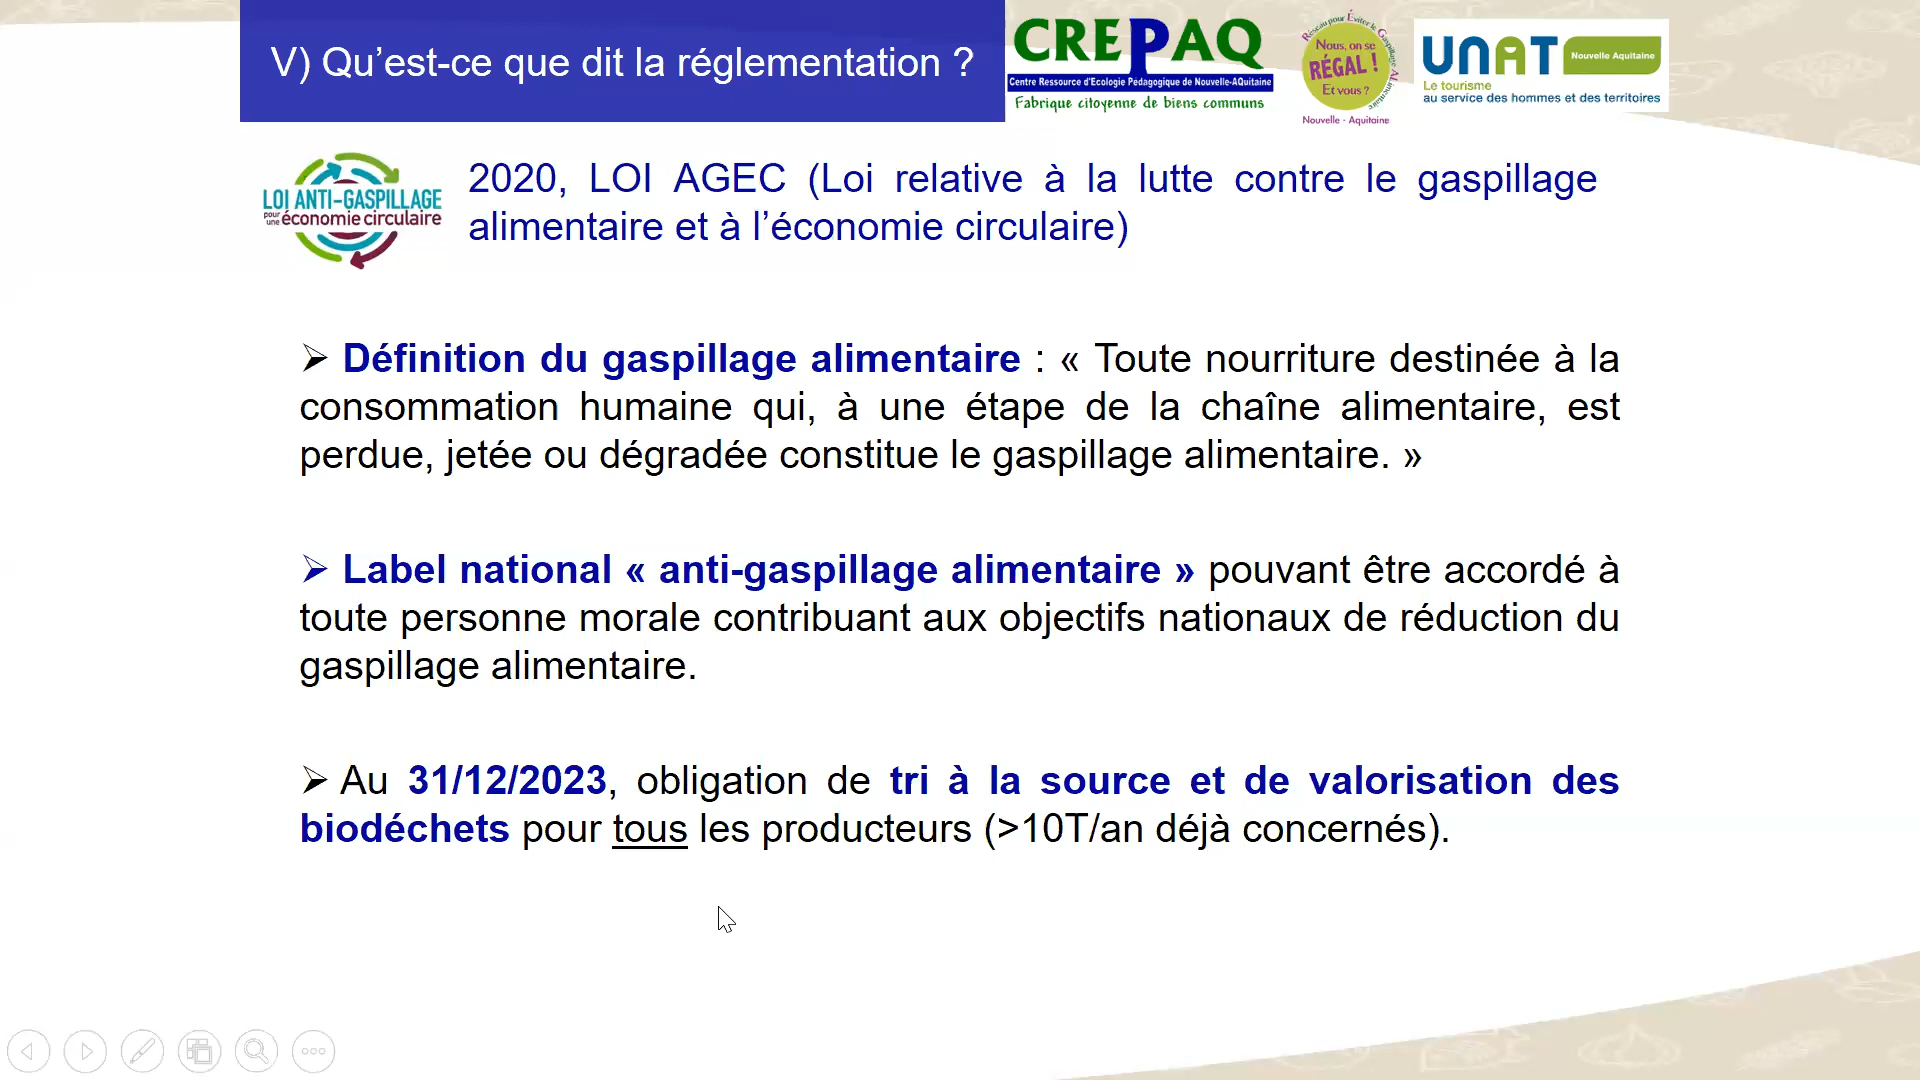 V) Qu’est-ce que dit la réglementation ?
CREPAQ
Centre Ressource d'Ecologie Pédagogique de Nouvelle-AQuitaine
Fabrique citoyenne de biens communs
Réseau pour Éviter le Gaspillage ALimentaire
Nous, on se
RÉGAL !
Et vous ?
Nouvelle - Aquitaine
UNAT
Nouvelle Aquitaine
Le tourisme
au service des hommes et des territoires
LOI ANTI-GASPILLAGE
pour une économie circulaire
2020, LOI AGEC (Loi relative à la lutte contre le gaspillage
alimentaire et à l’économie circulaire)
➢ Définition du gaspillage alimentaire : « Toute nourriture destinée à la
consommation humaine qui, à une étape de la chaîne alimentaire, est
perdue, jetée ou dégradée constitue le gaspillage alimentaire. »
➢ Label national « anti-gaspillage alimentaire » pouvant être accordé à
toute personne morale contribuant aux objectifs nationaux de réduction du
gaspillage alimentaire.
➢ Au 31/12/2023, obligation de tri à la source et de valorisation des
biodéchets pour tous les producteurs (>10T/an déjà concernés).